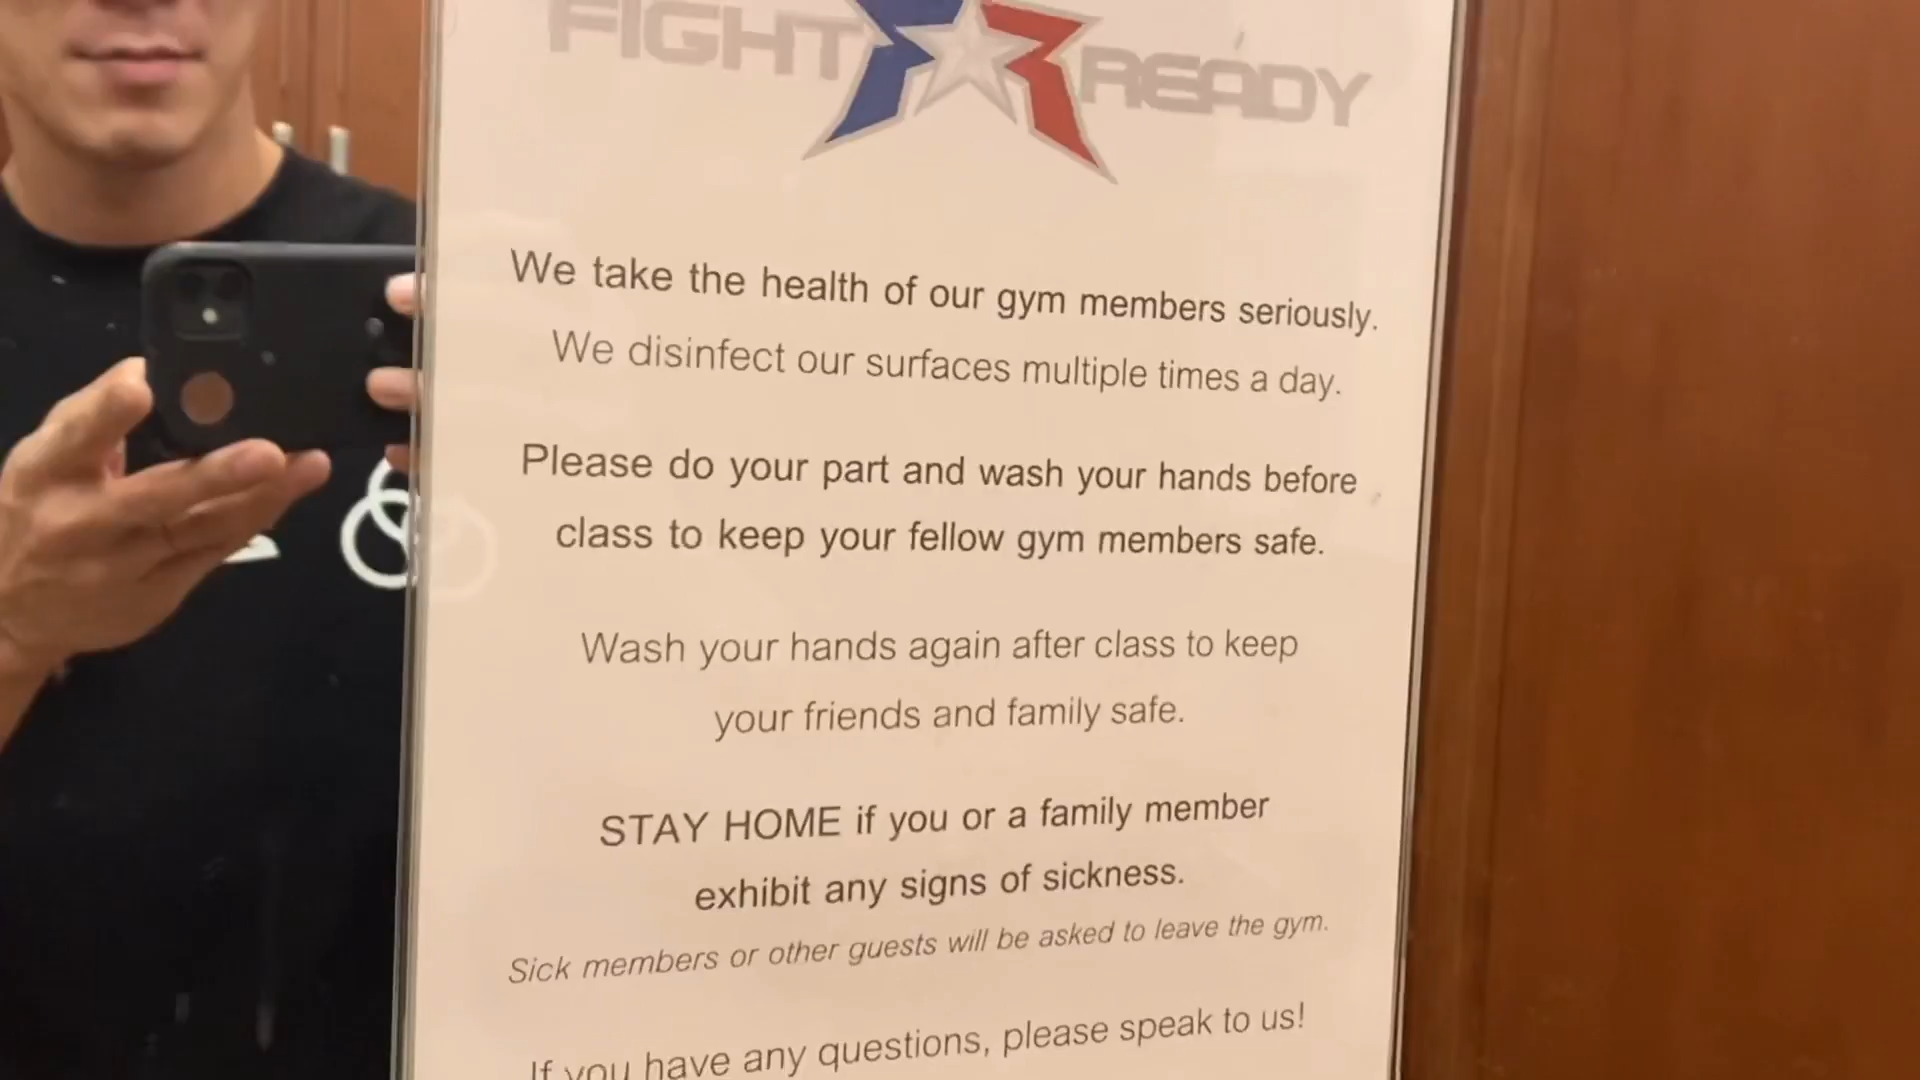 FIGHT READY
We take the health of our gym members seriously.
We disinfect our surfaces multiple times a day.
Please do your part and wash your hands before
class to keep your fellow gym members safe.
Wash your hands again after class to keep
your friends and family safe.
STAY HOME if you or a family member
exhibit any signs of sickness.
Sick members or other guests will be asked to leave the gym.
If you have any questions, please speak to us!